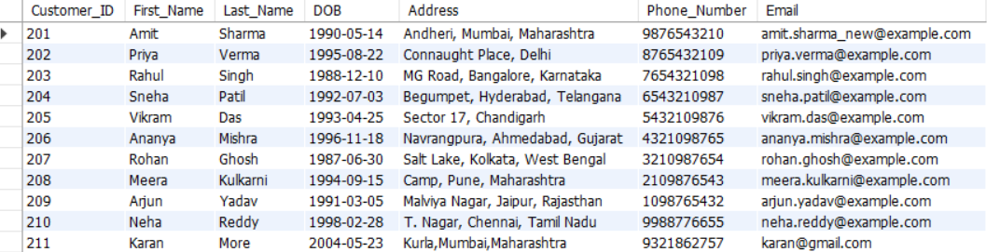 Customer_ID First_Name Last_Name DOB Address Phone_Number Email
201 Amit Sharma 1990-05-14 Andheri, Mumbai, Maharashtra 9876543210 amit.sharma_new@example.com
202 Priya Verma 1995-08-22 Connaught Place, Delhi 8765432109 priya.verma@example.com
203 Rahul Singh 1988-12-10 MG Road, Bangalore, Karnataka 7654321098 rahul.singh@example.com
204 Sneha Patil 1992-07-03 Begumpet, Hyderabad, Telangana 6543210987 sneha.patil@example.com
205 Vikram Das 1993-04-25 Sector 17, Chandigarh 5432109876 vikram.das@example.com
206 Ananya Mishra 1996-11-18 Navrangpura, Ahmedabad, Gujarat 4321098765 ananya.mishra@example.com
207 Rohan Ghosh 1987-06-30 Salt Lake, Kolkata, West Bengal 3210987654 rohan.ghosh@example.com
208 Meera Kulkarni 1994-09-15 Camp, Pune, Maharashtra 2109876543 meera.kulkarni@example.com
209 Arjun Yadav 1991-03-05 Malviya Nagar, Jaipur, Rajasthan 1098765432 arjun.yadav@example.com
210 Neha Reddy 1998-02-28 T. Nagar, Chennai, Tamil Nadu 9988776655 neha.reddy@example.com
211 Karan More 2004-05-23 Kurla,Mumbai,Maharashtra 9321862757 karan@gmail.com